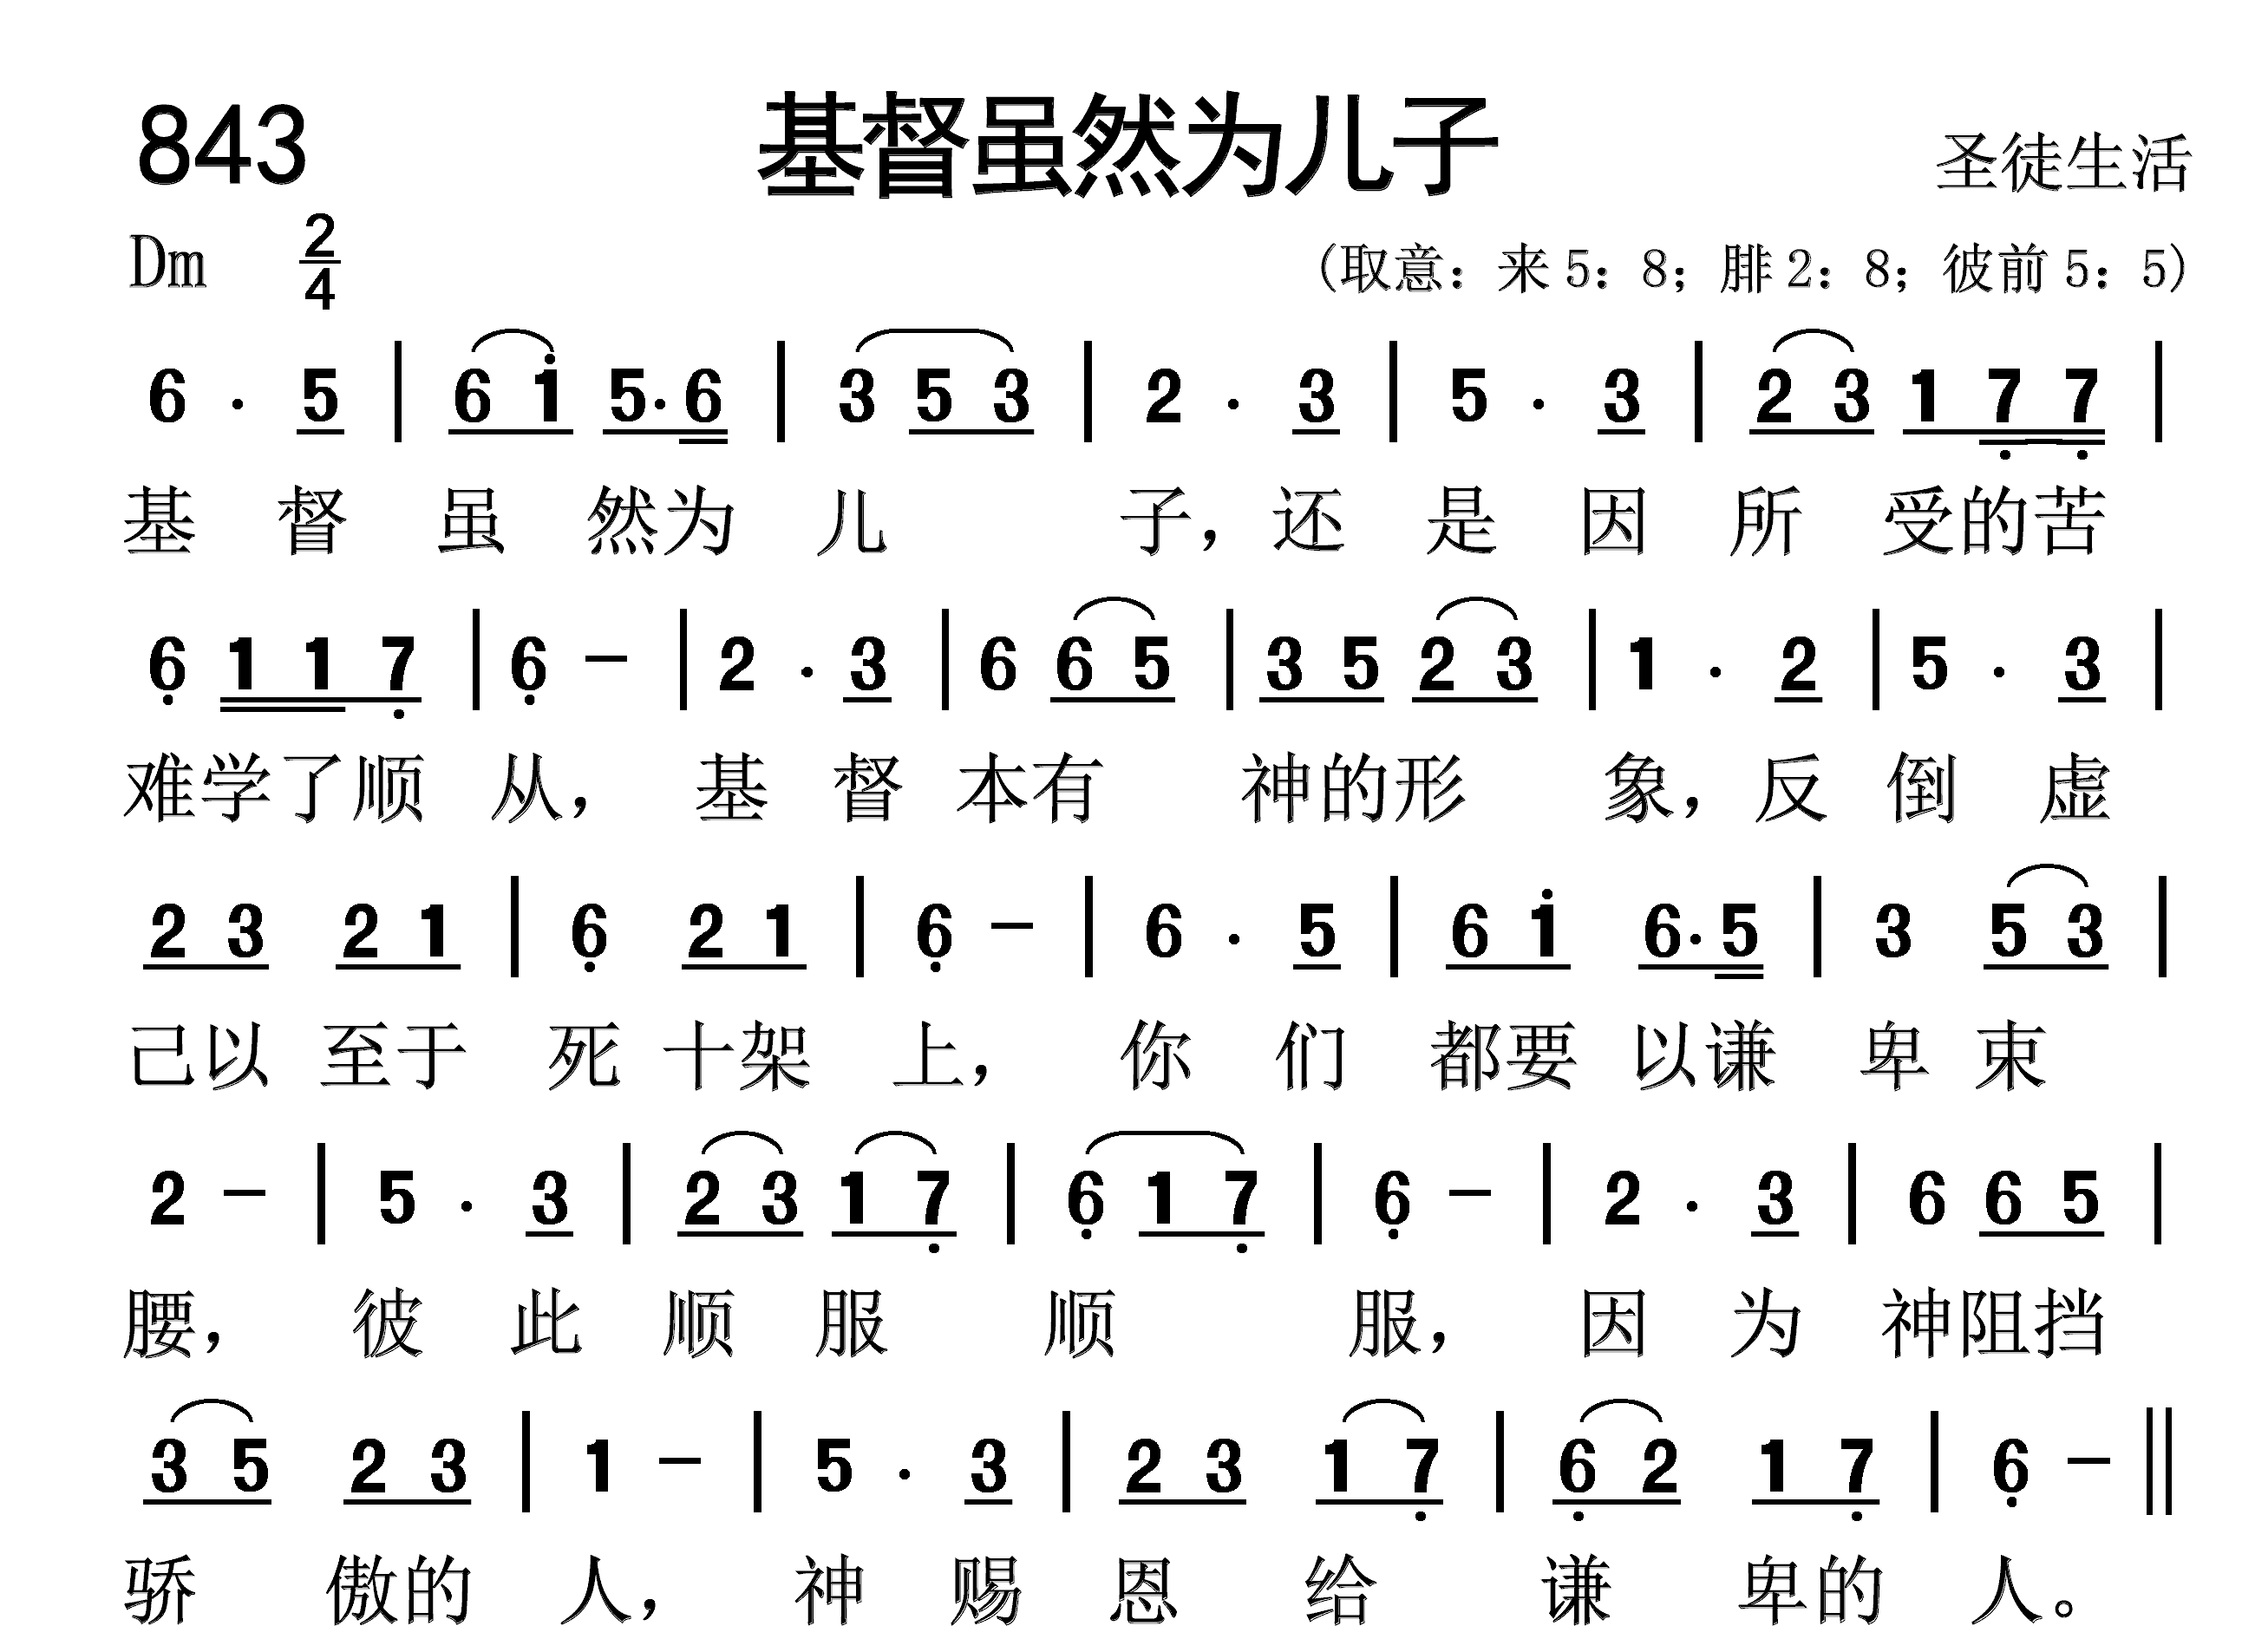 843 基督虽然为儿子 圣徒生活
Dm 2/4 (取意：来5：8；腓2：8；彼前5：5)
6 · 5 | 6 i 5·6 | 3 5 3 | 2 · 3 | 5 · 3 | 2 3 1 7 7 |
基 督 虽 然为 儿 子，还 是 因 所 受的苦
6 1 1 7 | 6 － | 2 · 3 | 6 6 5 | 3 5 2 3 | 1 · 2 | 5 · 3 |
难学了顺 从， 基 督 本有 神的形 象，反 倒 虚
2 3 2 1 | 6 2 1 | 6 － | 6 · 5 | 6 i 6·5 | 3 5 3 |
己以 至于 死 十架 上， 你 们 都要 以谦 卑 束
2 － | 5 · 3 | 2 3 1 7 | 6 1 7 | 6 － | 2 · 3 | 6 6 5 |
腰， 彼 此 顺 服 顺 服， 因 为 神阻挡
3 5 2 3 | 1 － | 5 · 3 | 2 3 1 7 | 6 2 1 7 | 6 － ||
骄 傲的 人， 神 赐 恩 给 谦 卑的 人。